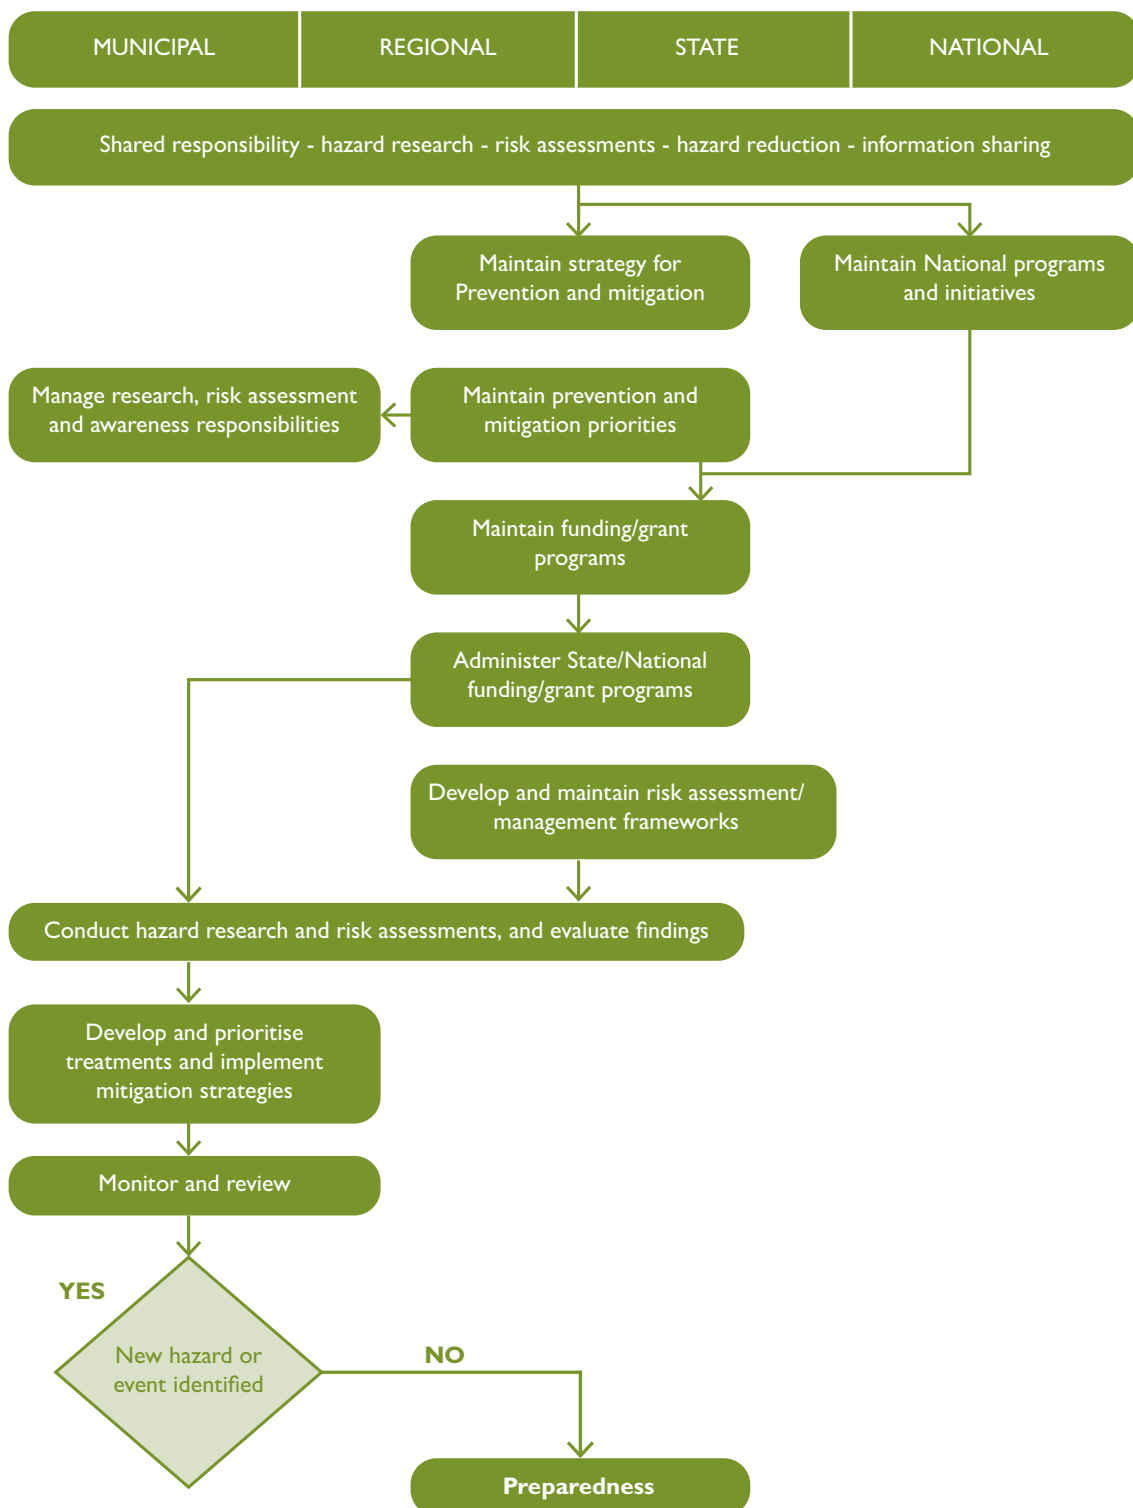 MUNICIPAL REGIONAL STATE NATIONAL
Shared responsibility - hazard research - risk assessments - hazard reduction - information sharing
Maintain strategy for
Prevention and mitigation
Maintain National programs
and initiatives
Manage research, risk assessment
and awareness responsibilities
Maintain prevention and
mitigation priorities
Maintain funding/grant
programs
Administer State/National
funding/grant programs
Develop and maintain risk assessment/
management frameworks
Conduct hazard research and risk assessments, and evaluate findings
Develop and prioritise
treatments and implement
mitigation strategies
Monitor and review
YES
New hazard or
event identified
NO
Preparedness